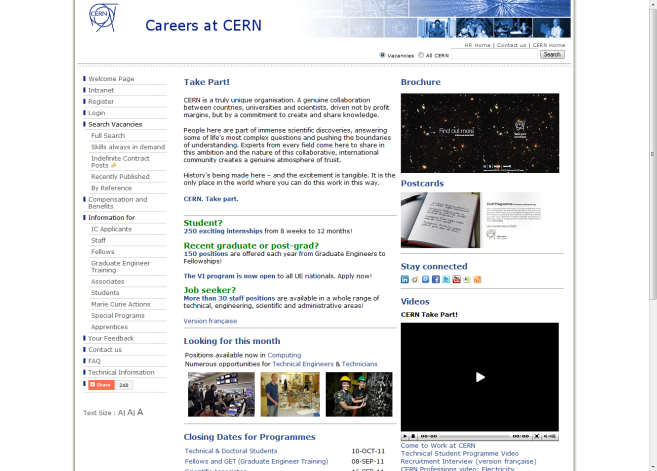 CERN
Careers at CERN
HR Home | Contact us | CERN Home
Vacancies All CERN
Search
Welcome Page
Intranet
Register
Login
Search Vacancies
Full Search
Skills always in demand
Indefinite Contract
Posts
Recently Published
By Reference
Compensation and
Benefits
Information for
IC Applicants
Staff
Fellows
Graduate Engineer
Training
Associates
Students
Marie Curie Actions
Special Programs
Apprentices
Your Feedback
Contact us
FAQ
Technical Information
Share 248
Text Size : A| A| A
Take Part!
CERN is a truly unique organisation. A genuine collaboration
between countries, universities and scientists, driven not by profit
margins, but by a commitment to create and share knowledge.
People here are part of immense scientific discoveries, answering
some of life's most complex questions and pushing the boundaries
of understanding. Experts from every field come here to share in
this ambition and the nature of this collaborative, international
community creates a genuine atmosphere of trust.
History's being made here – and the excitement is tangible. It is the
only place in the world where you can do this work in this way.
CERN. Take part.
Student?
250 exciting internships from 8 weeks to 12 months!
Recent graduate or post-grad?
150 positions are offered each year from Graduate Engineers to
Fellowships!
The VI program is now open to all UE nationals. Apply now!
Job seeker?
More than 30 staff positions are available in a whole range of
technical, engineering, scientific and administrative areas!
Version française
Looking for this month
Positions available now in Computing
Numerous opportunities for Technical Engineers & Technicians
Closing Dates for Programmes
Technical & Doctoral Students 10-OCT-11
Fellows and GET (Graduate Engineer Training) 08-SEP-11
Brochure
Find out more
Postcards
Stay connected
Videos
CERN Take Part!
00:00 00:00
Come to Work at CERN
Technical Student Programme Video
Recruitment Interview (version française)
CERN Professions video: Electricity